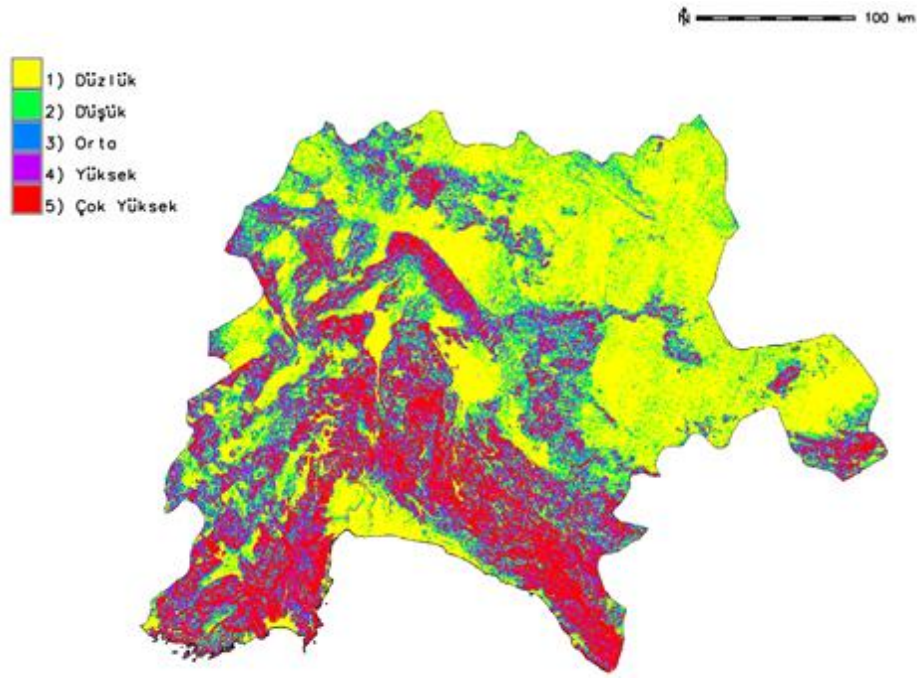 N 100 km
1) Düzlük
2) Düşük
3) Orta
4) Yüksek
5) Çok Yüksek